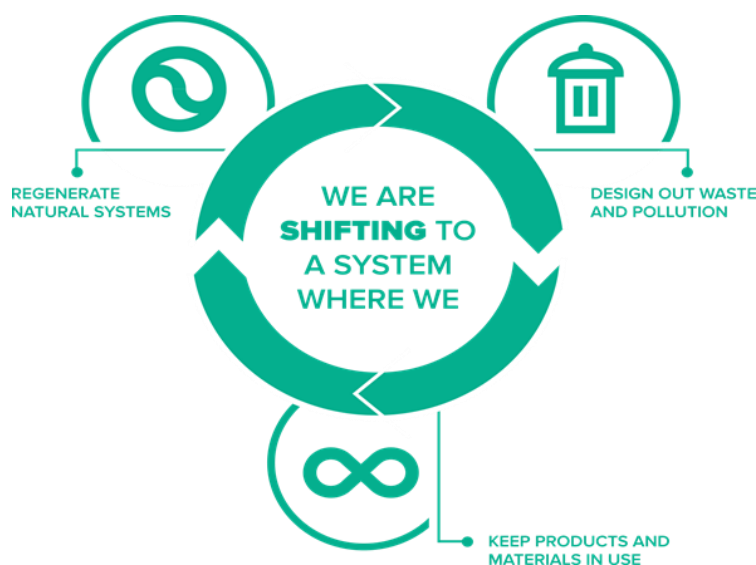 WE ARE
SHIFTING TO
A SYSTEM
WHERE WE
REGENERATE
NATURAL SYSTEMS
DESIGN OUT WASTE
AND POLLUTION
KEEP PRODUCTS AND
MATERIALS IN USE